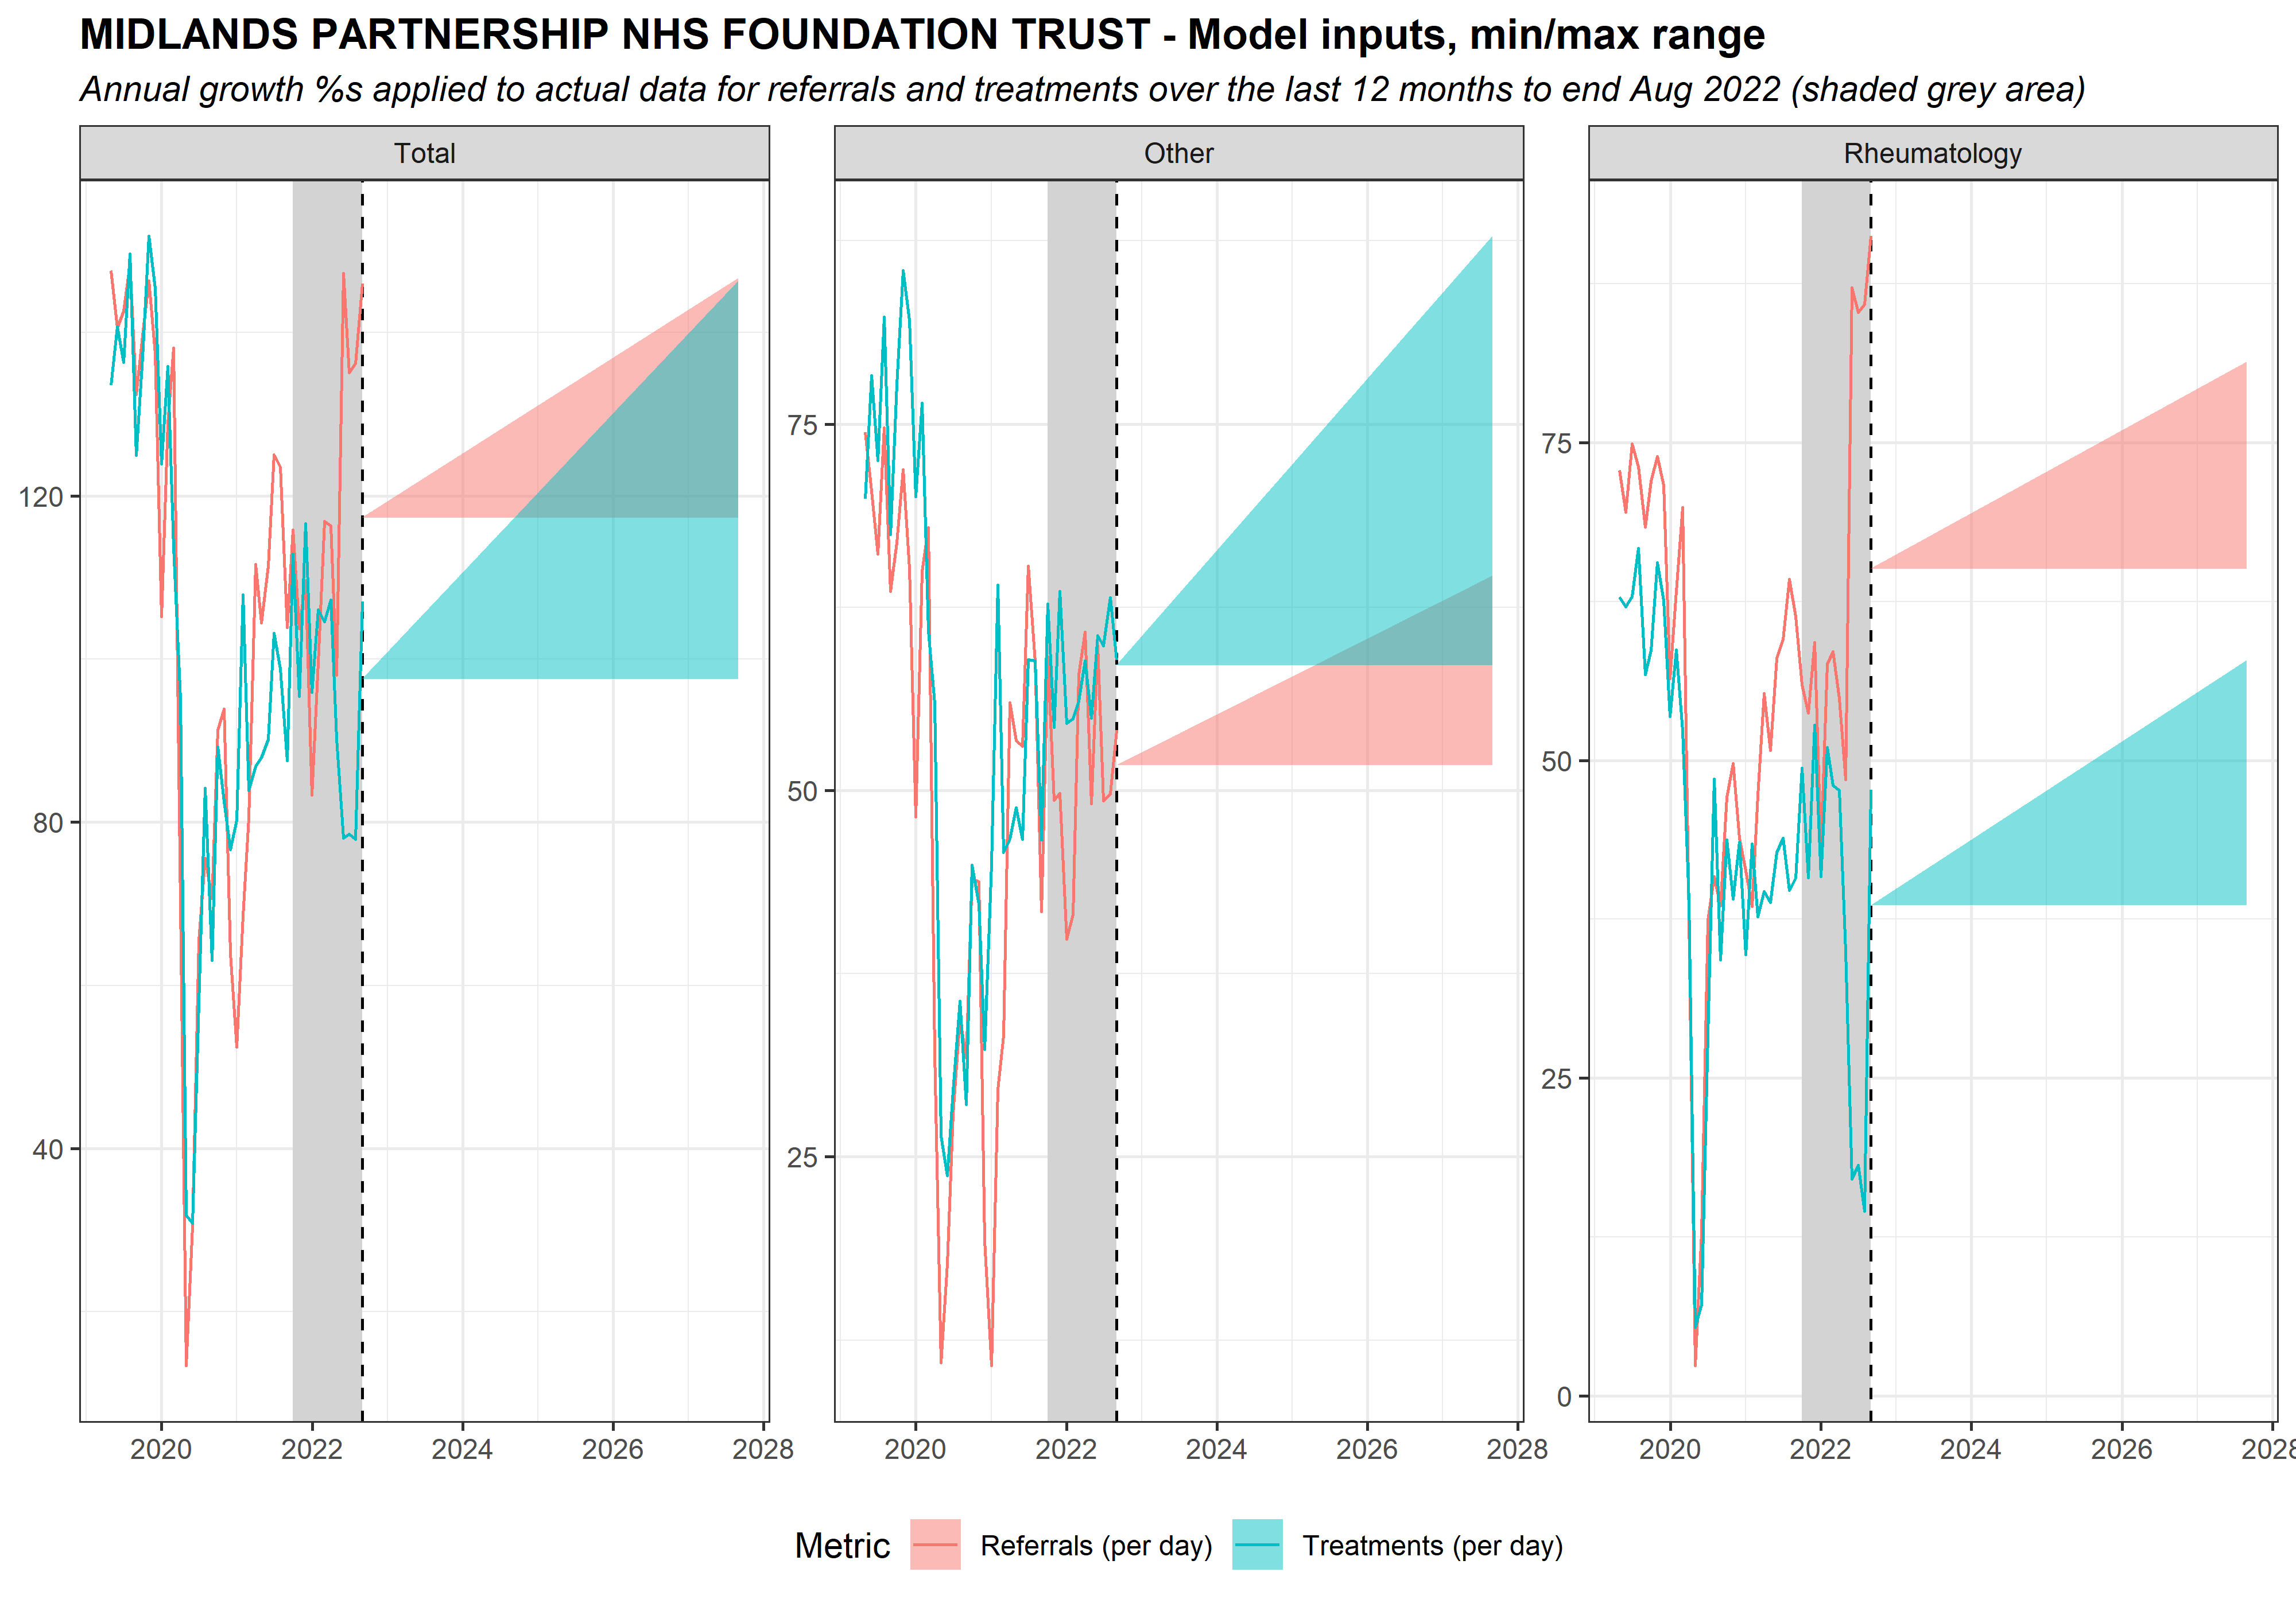 MIDLANDS PARTNERSHIP NHS FOUNDATION TRUST - Model inputs, min/max range
Annual growth %s applied to actual data for referrals and treatments over the last 12 months to end Aug 2022 (shaded grey area)
Total
Other
Rheumatology
120
80
40
75
50
25
75
50
25
0
2020 2022 2024 2026 2028
2020 2022 2024 2026 2028
2020 2022 2024 2026 2028
Metric Referrals (per day) Treatments (per day)